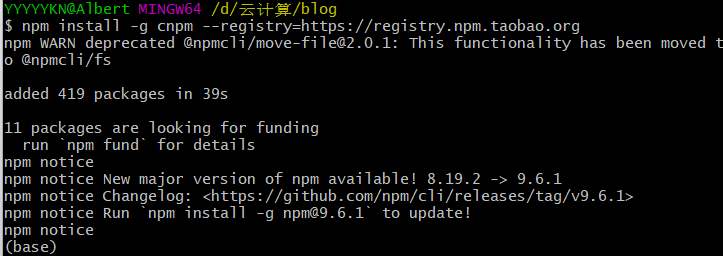 YYYYYKN@Albert MINGW64 /d/云计算/blog
$ npm install -g cnpm --registry=https://registry.npm.taobao.org
npm WARN deprecated @npmcli/move-file@2.0.1: This functionality has been moved t
o @npmcli/fs
added 419 packages in 39s
11 packages are looking for funding
  run `npm fund` for details
npm notice
npm notice New major version of npm available! 8.19.2 -> 9.6.1
npm notice Changelog: <https://github.com/npm/cli/releases/tag/v9.6.1>
npm notice Run `npm install -g npm@9.6.1` to update!
npm notice
(base)